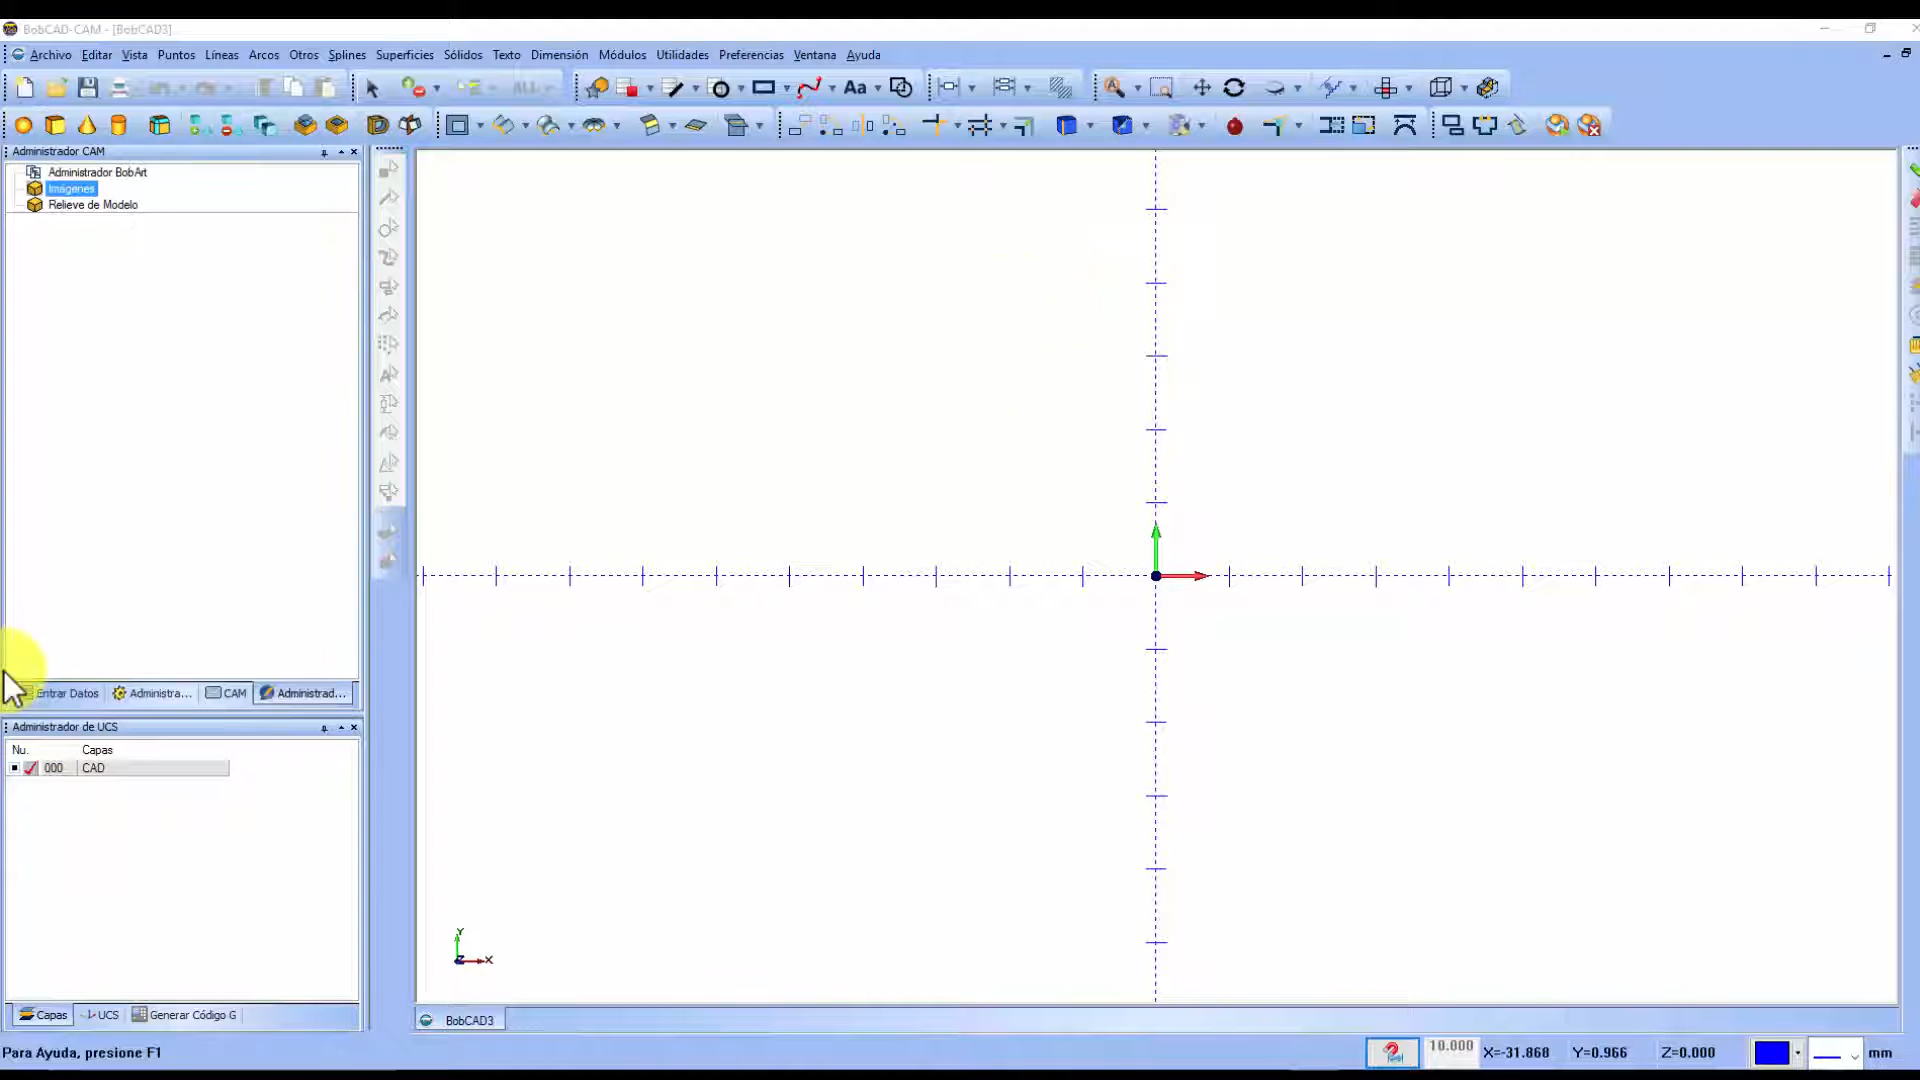 BobCAD-CAM - [BobCAD3]
Archivo Editar Vista Puntos Líneas Arcos Otros Splines Superficies Sólidos Texto Dimensión Módulos Utilidades Preferencias Ventana Ayuda
Aa
Administrador CAM
Administrador BobArt
Imágenes
Relieve de Modelo
Entrar Datos Administra... CAM Administrad...
Administrador de UCS
Nu. Capas
000 CAD
Y
Z X
Capas UCS Generar Código G
BobCAD3
Para Ayuda, presione F1
10.000 X=-31.868 Y=0.966 Z=0.000 mm